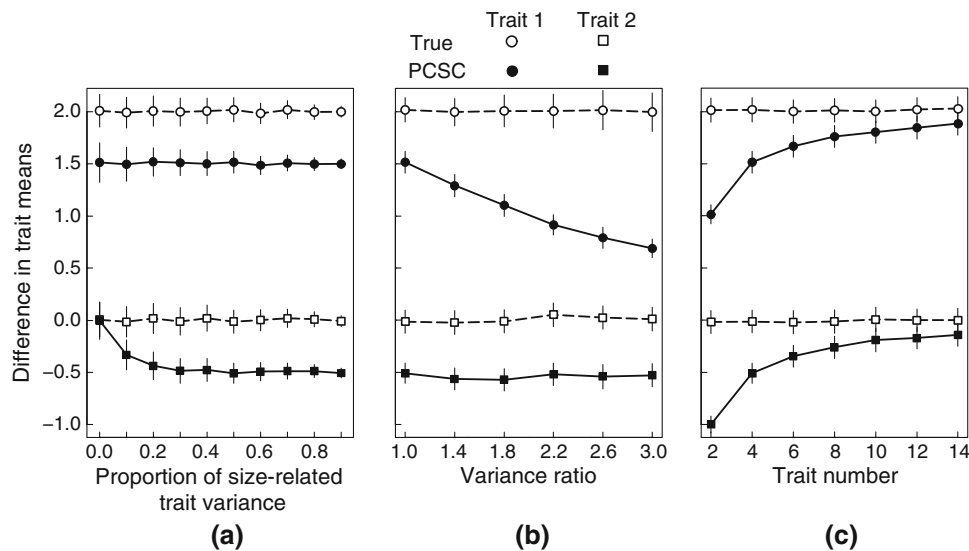 Trait 1 Trait 2
True
PCSC
Difference in trait means
2.0
1.5
1.0
0.5
0.0
−0.5
−1.0
0.0 0.2 0.4 0.6 0.8
Proportion of size-related
trait variance
(a)
1.0 1.4 1.8 2.2 2.6 3.0
Variance ratio
(b)
2 4 6 8 10 12 14
Trait number
(c)